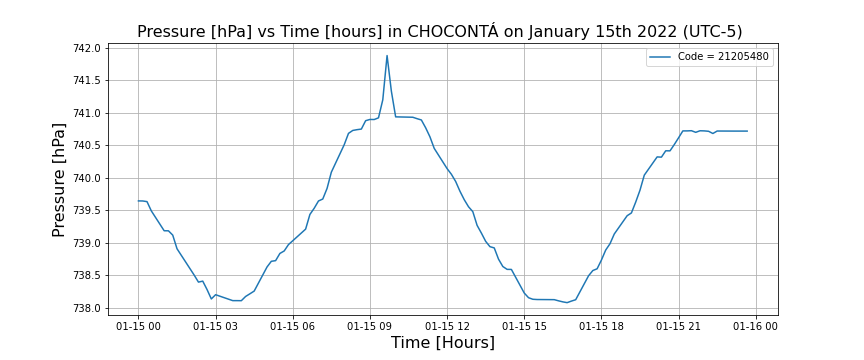 Pressure [hPa] vs Time [hours] in CHOCONTÁ on January 15th 2022 (UTC-5)
Code = 21205480
Pressure [hPa]
742.0
741.5
741.0
740.5
740.0
739.5
739.0
738.5
738.0
01-15 00 01-15 03 01-15 06 01-15 09 01-15 12 01-15 15 01-15 18 01-15 21 01-16 00
Time [Hours]